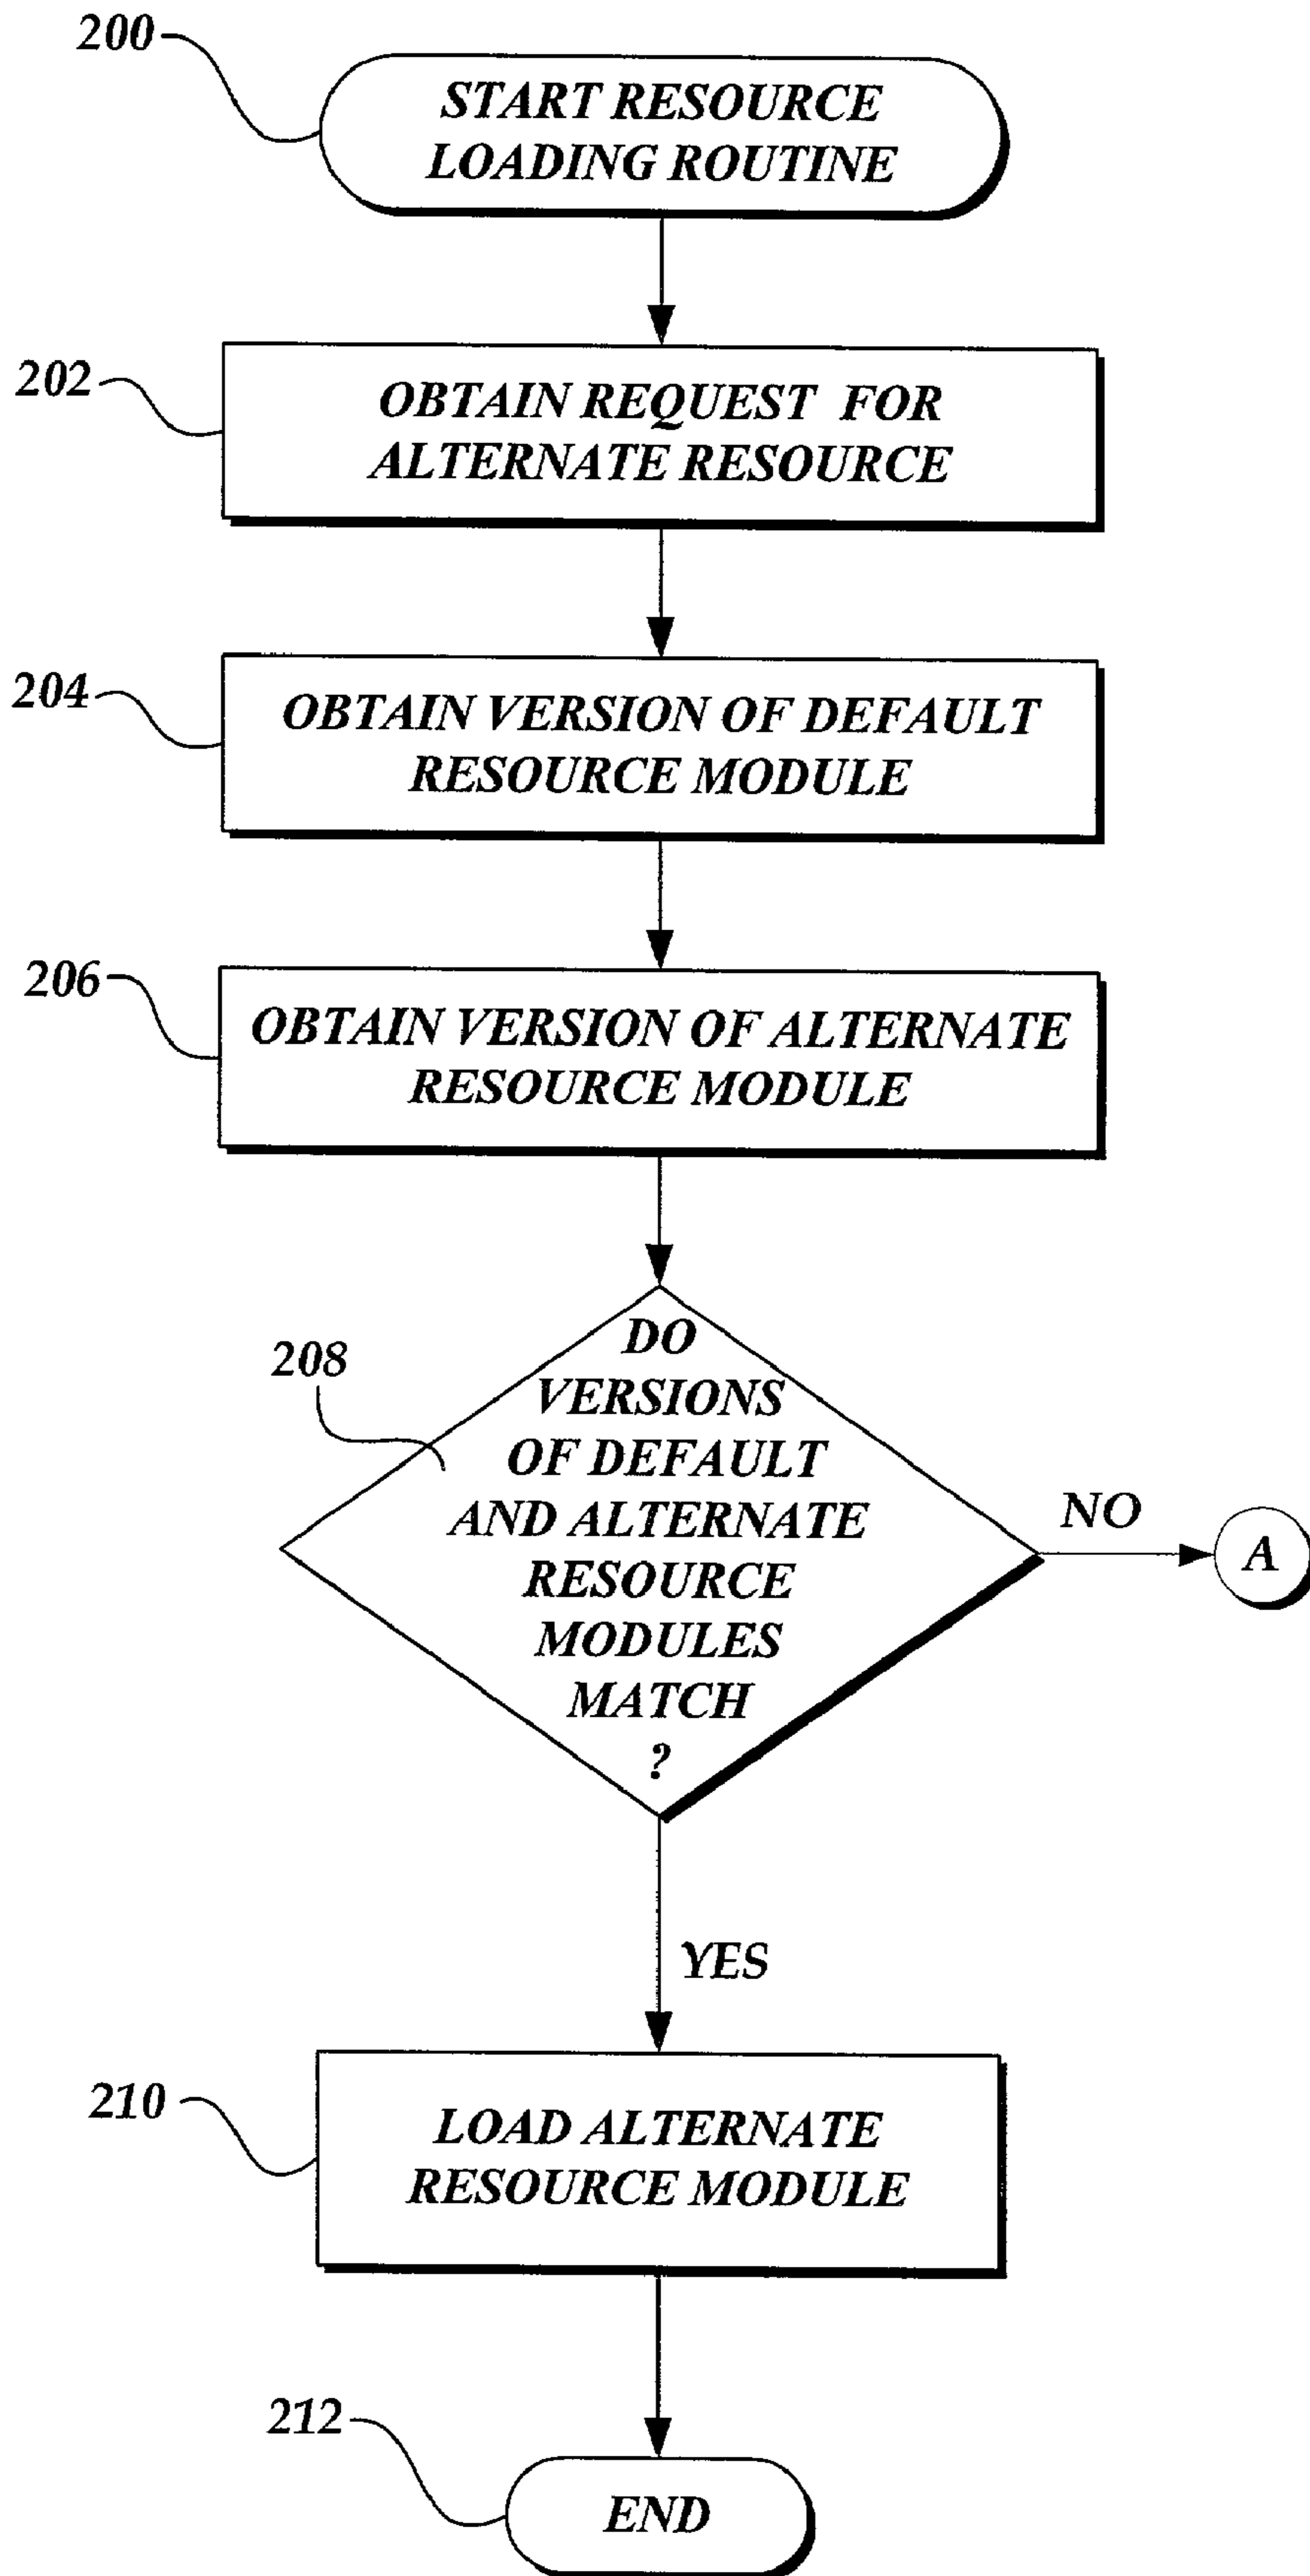 200
START RESOURCE
LOADING ROUTINE
202
OBTAIN REQUEST FOR
ALTERNATE RESOURCE
204
OBTAIN VERSION OF DEFAULT
RESOURCE MODULE
206
OBTAIN VERSION OF ALTERNATE
RESOURCE MODULE
208
DO
VERSIONS
OF DEFAULT
AND ALTERNATE
RESOURCE
MODULES
MATCH
?
NO
A
YES
210
LOAD ALTERNATE
RESOURCE MODULE
212
END